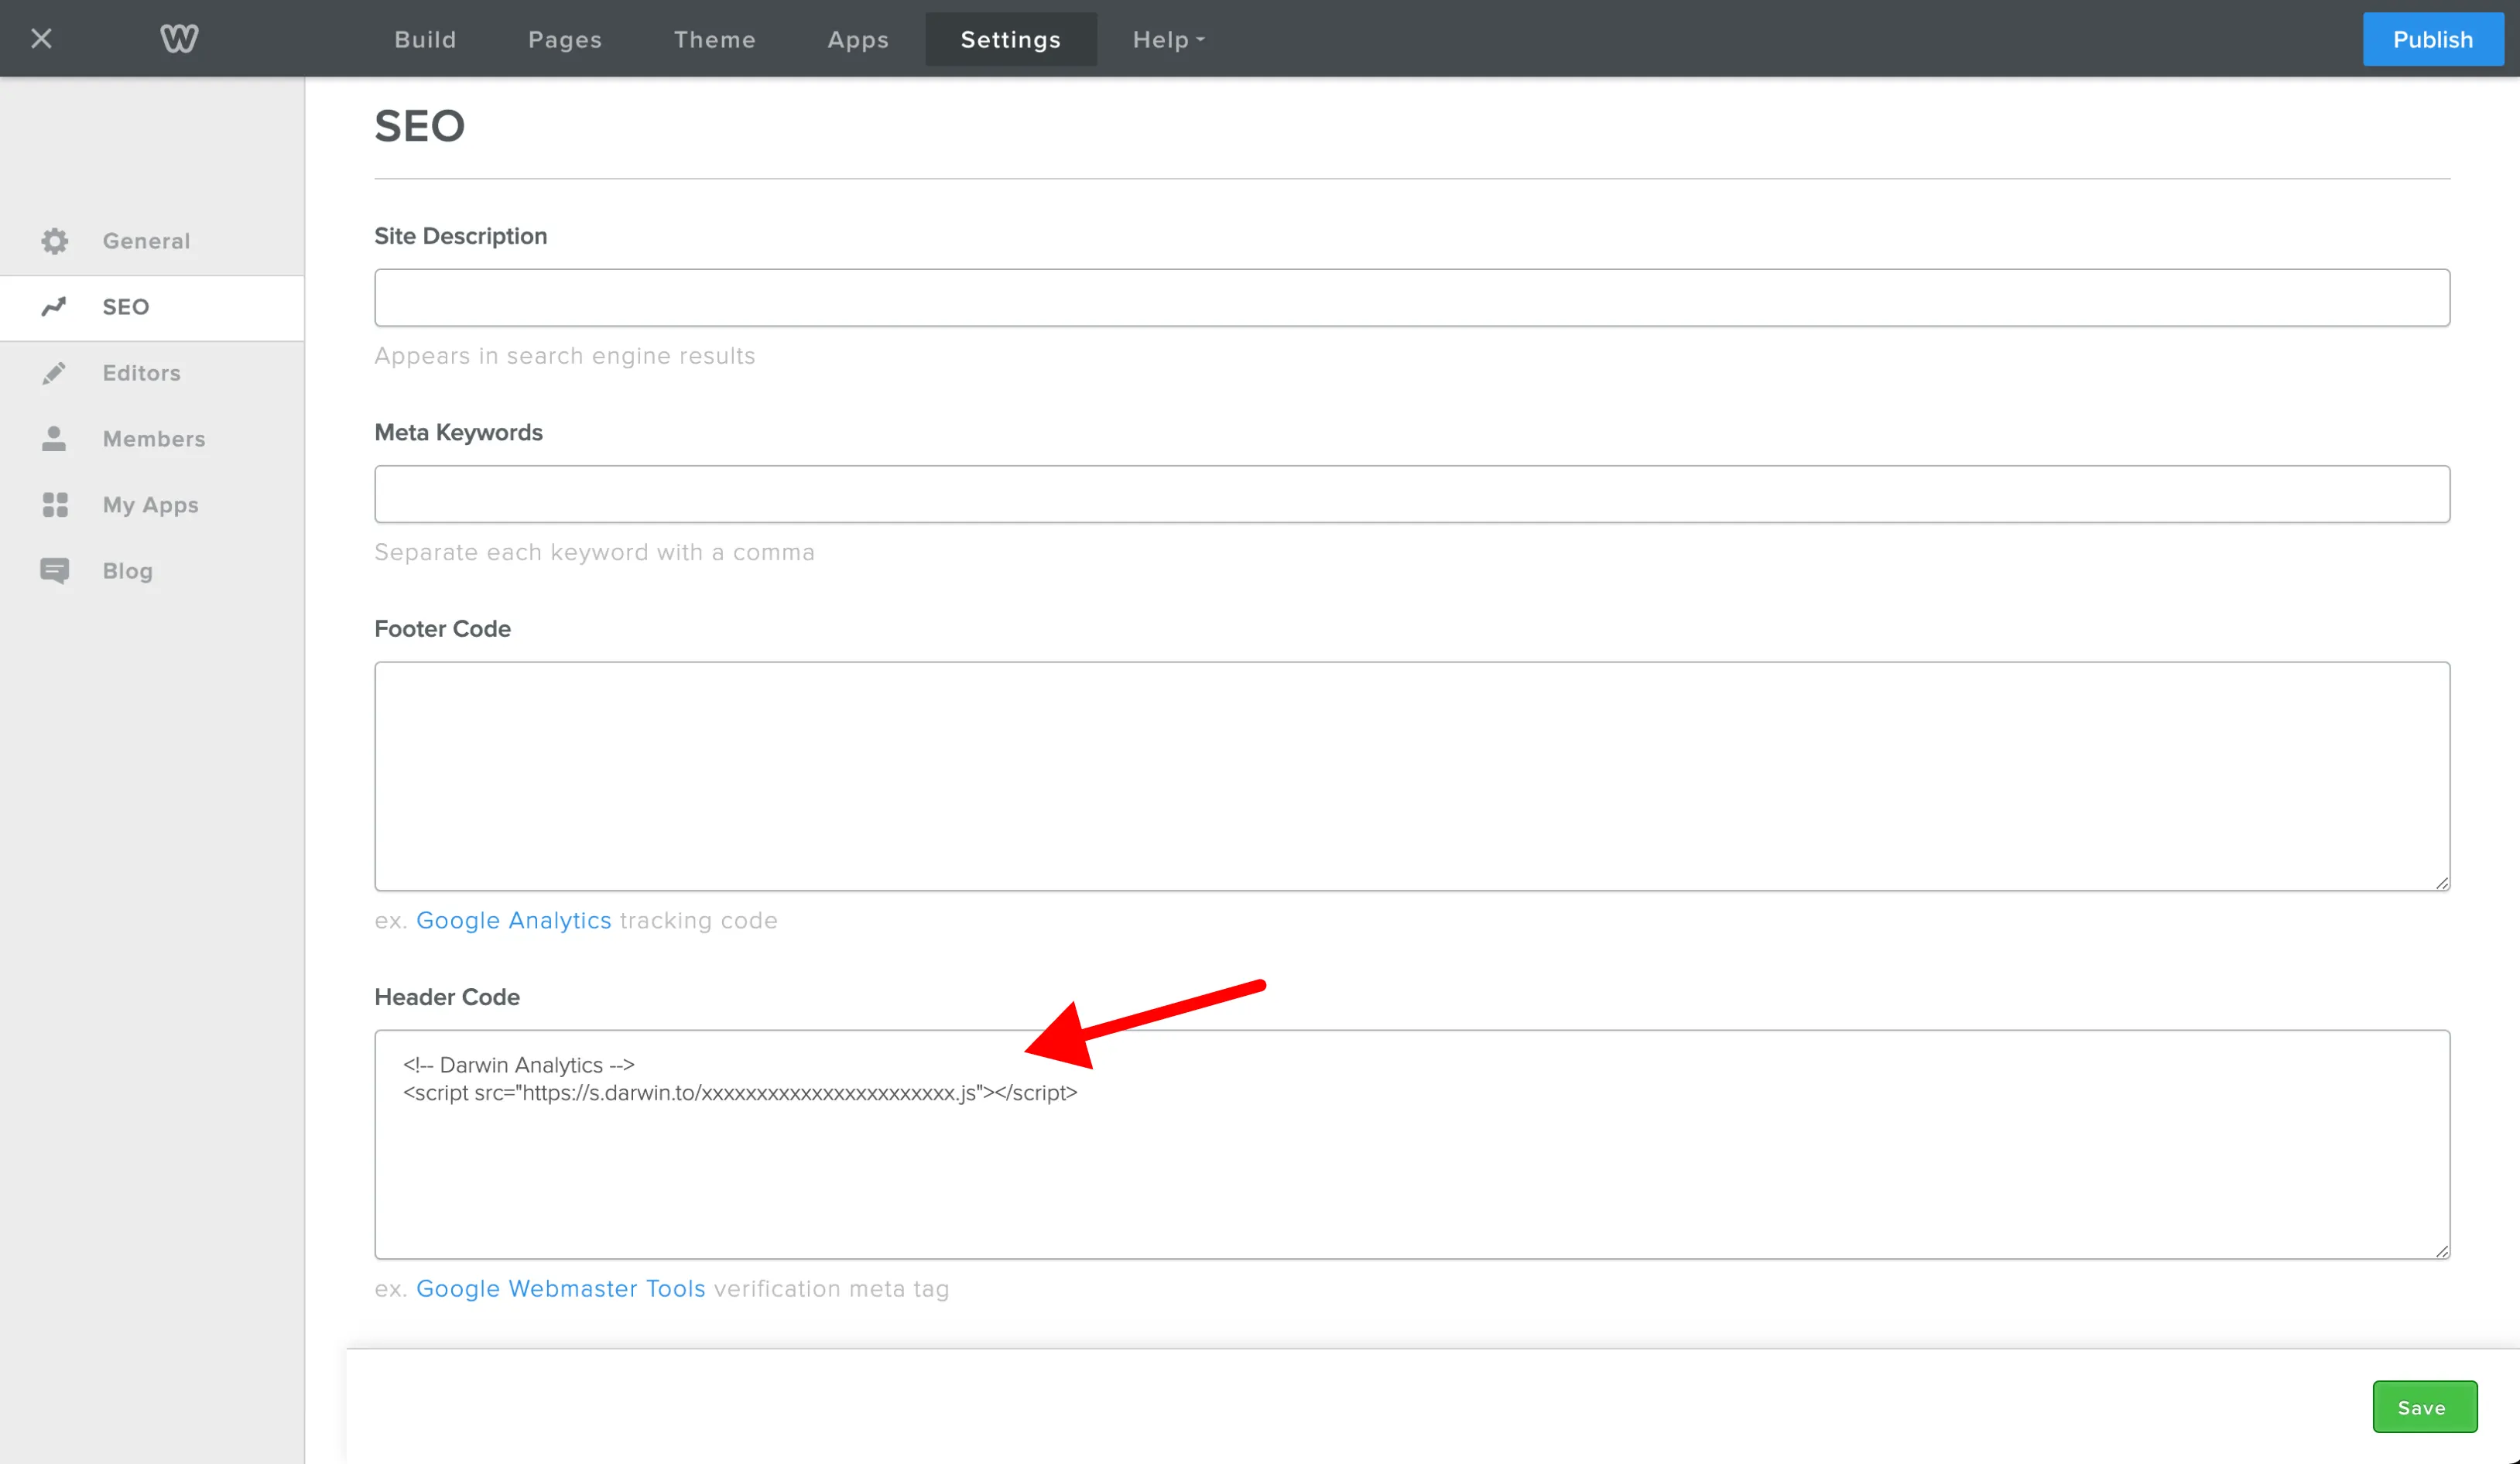 Build Pages Theme Apps Settings Help Publish
SEO
General
SEO
Editors
Members
My Apps
Blog
Site Description
Appears in search engine results
Meta Keywords
Separate each keyword with a comma
Footer Code
ex. Google Analytics tracking code
Header Code
<!-- Darwin Analytics -->
<script src="https://s.darwin.to/xxxxxxxxxxxxxxxxxxxxxxxx.js"></script>
ex. Google Webmaster Tools verification meta tag
Save